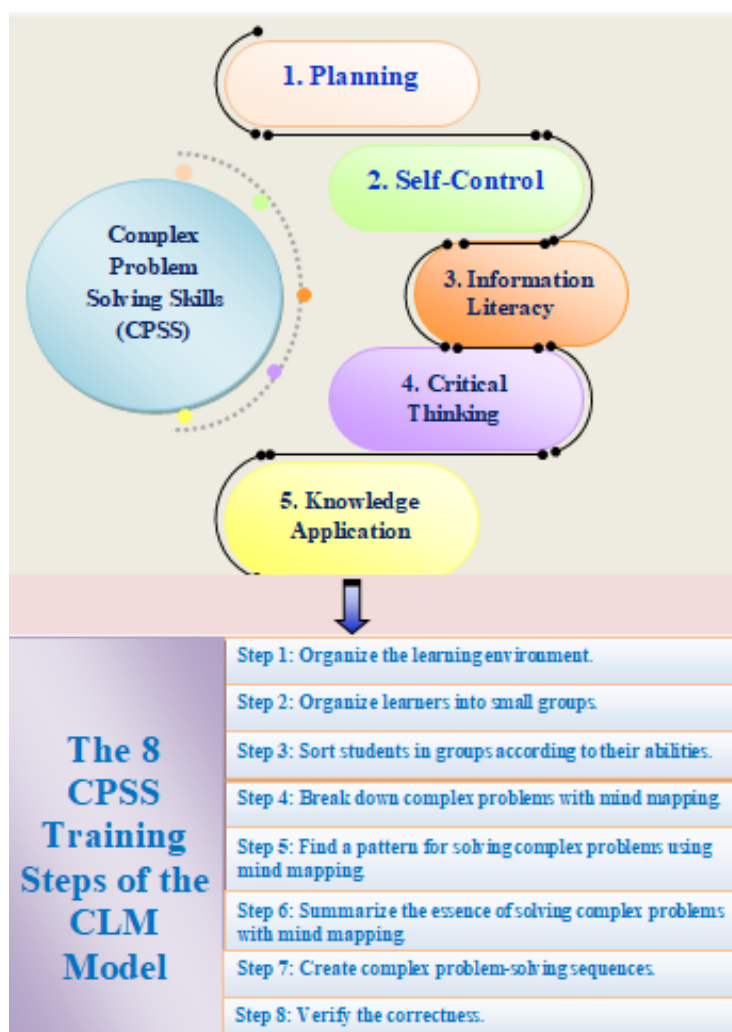 1. Planning
2. Self-Control
Complex
Problem
Solving Skills
(CPSS)
3. Information
Literacy
4. Critical
Thinking
5. Knowledge
Application
The 8
CPSS
Training
Steps of the
CLM
Model
Step 1: Organize the learning environment.
Step 2: Organize learners into small groups.
Step 3: Sort students in groups according to their abilities.
Step 4: Break down complex problems with mind mapping.
Step 5: Find a pattern for solving complex problems using
mind mapping.
Step 6: Summarize the essence of solving complex problems
with mind mapping.
Step 7: Create complex problem-solving sequences.
Step 8: Verify the correctness.